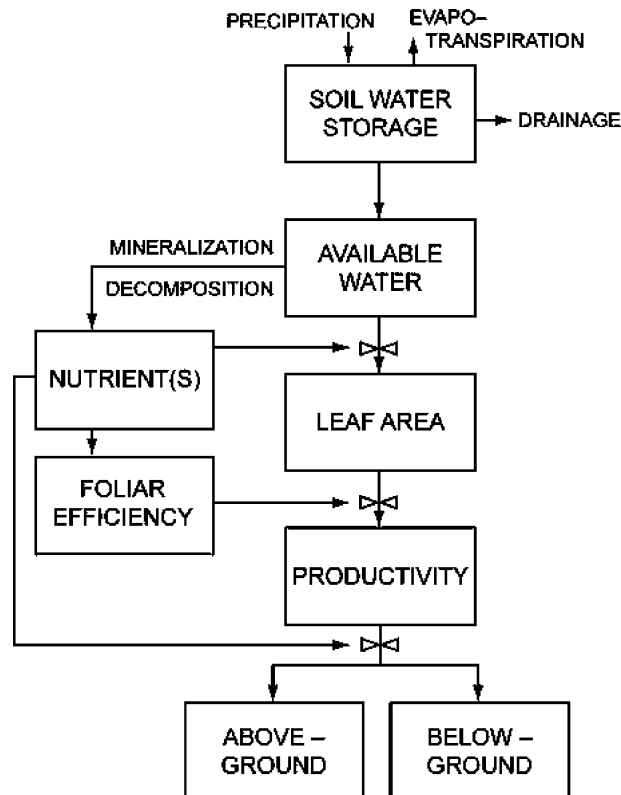 PRECIPITATION
EVAPO–
TRANSPIRATION
SOIL WATER
STORAGE
DRAINAGE
MINERALIZATION
DECOMPOSITION
AVAILABLE
WATER
NUTRIENT(S)
LEAF AREA
FOLIAR
EFFICIENCY
PRODUCTIVITY
ABOVE –
GROUND
BELOW –
GROUND